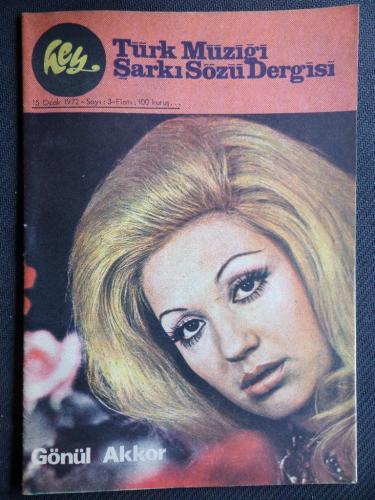 hey
Türk Müziği
Şarkı Sözü Dergisi
15 Ocak 1972 - Sayı : 3 - Fiatı : 100 kuruş...
Gönül Akkor